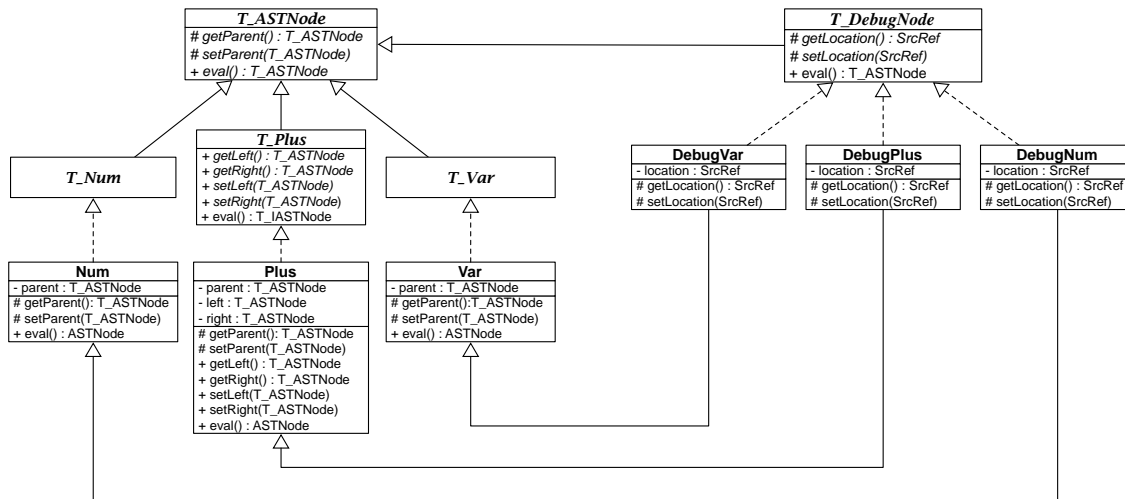 T_ASTNode
# getParent() : T_ASTNode
# setParent(T_ASTNode)
+ eval() : T_ASTNode
T_DebugNode
# getLocation() : SrcRef
# setLocation(SrcRef)
+ eval() : T_ASTNode
T_Num
T_Plus
+ getLeft() : T_ASTNode
+ getRight() : T_ASTNode
+ setLeft(T_ASTNode)
+ setRight(T_ASTNode)
+ eval() : T_IASTNode
T_Var
DebugVar
- location : SrcRef
# getLocation() : SrcRef
# setLocation(SrcRef)
DebugPlus
- location : SrcRef
# getLocation() : SrcRef
# setLocation(SrcRef)
DebugNum
- location : SrcRef
# getLocation() : SrcRef
# setLocation(SrcRef)
Num
- parent : T_ASTNode
# getParent(): T_ASTNode
# setParent(T_ASTNode)
+ eval() : ASTNode
Plus
- parent : T_ASTNode
- left : T_ASTNode
- right : T_ASTNode
# getParent(): T_ASTNode
# setParent(T_ASTNode)
+ getLeft() : T_ASTNode
+ getRight() : T_ASTNode
+ setLeft(T_ASTNode)
+ setRight(T_ASTNode)
+ eval() : ASTNode
Var
- parent : T_ASTNode
# getParent():T_ASTNode
# setParent(T_ASTNode)
+ eval() : ASTNode